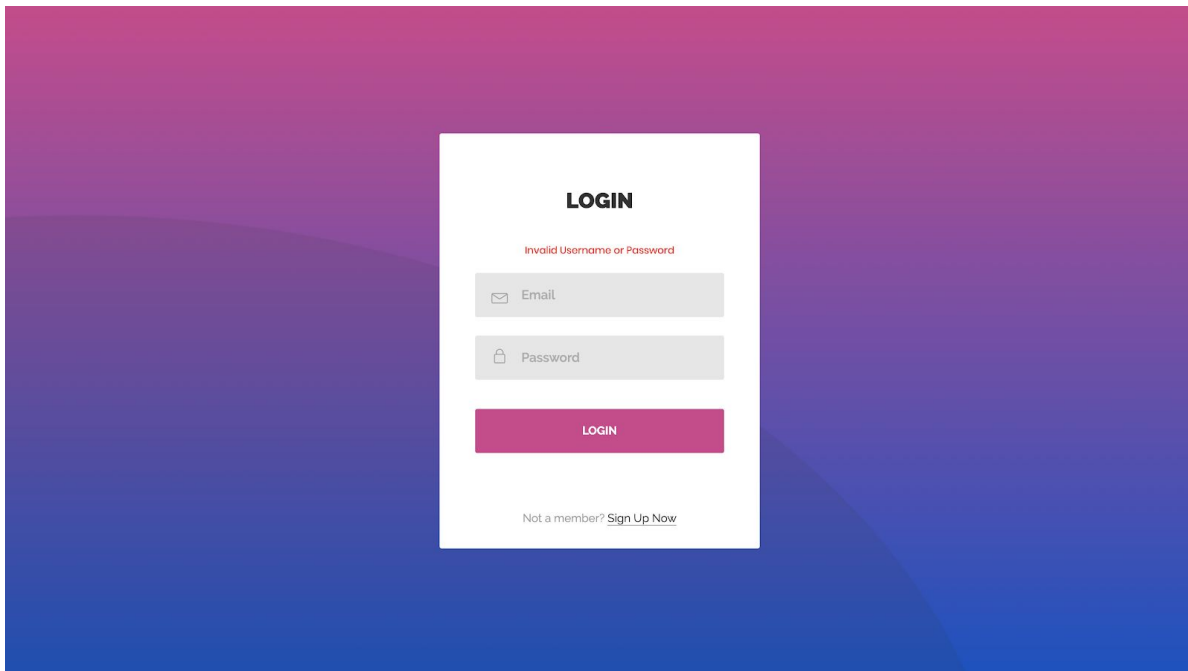 LOGIN
Invalid Username or Password
Email
Password
LOGIN
Not a member? Sign Up Now